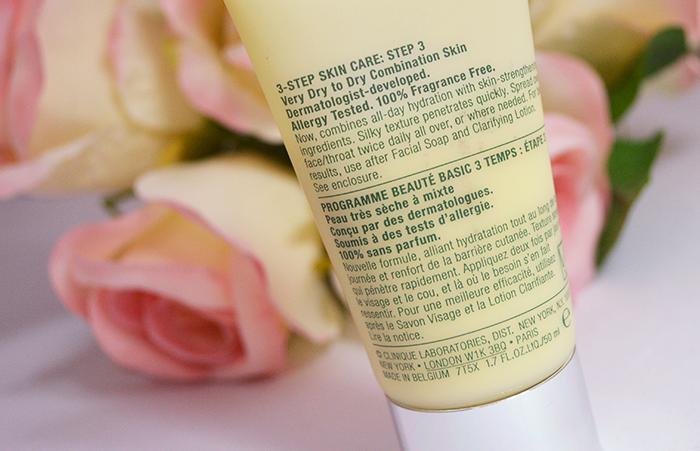 3-STEP SKIN CARE: STEP 3
Very Dry to Dry Combination Skin
Dermatologist-developed.
Allergy Tested. 100% Fragrance Free.
Now, combines all-day hydration with skin-strengthening
ingredients. Silky texture penetrates quickly. Spread over
face/throat twice daily all over, or where needed. For
results, use after Facial Soap and Clarifying Lotion.
See enclosure.
PROGRAMME BEAUTÉ BASIC 3 TEMPS : ÉTAPE
Peau très sèche à mixte
Conçu par des dermatologues.
Soumis à des tests d'allergie.
100% sans parfum.
Nouvelle formule, alliant hydratation tout au long de
journée et renfort de la barrière cutanée. Texture
qui pénètre rapidement. Appliquez deux fois par
le visage et le cou, et là où le besoin s'en fait
ressentir. Pour une meilleure efficacité, utilisez
après le Savon Visage et la Lotion Clarifiante.
Lire la notice.
© CLINIQUE LABORATORIES, DIST. NEW YORK, N.Y.
NEW YORK • LONDON W1K 3BQ • PARIS
MADE IN BELGIUM 7T5X 1.7 FL.OZ.LIQ./50 ml e